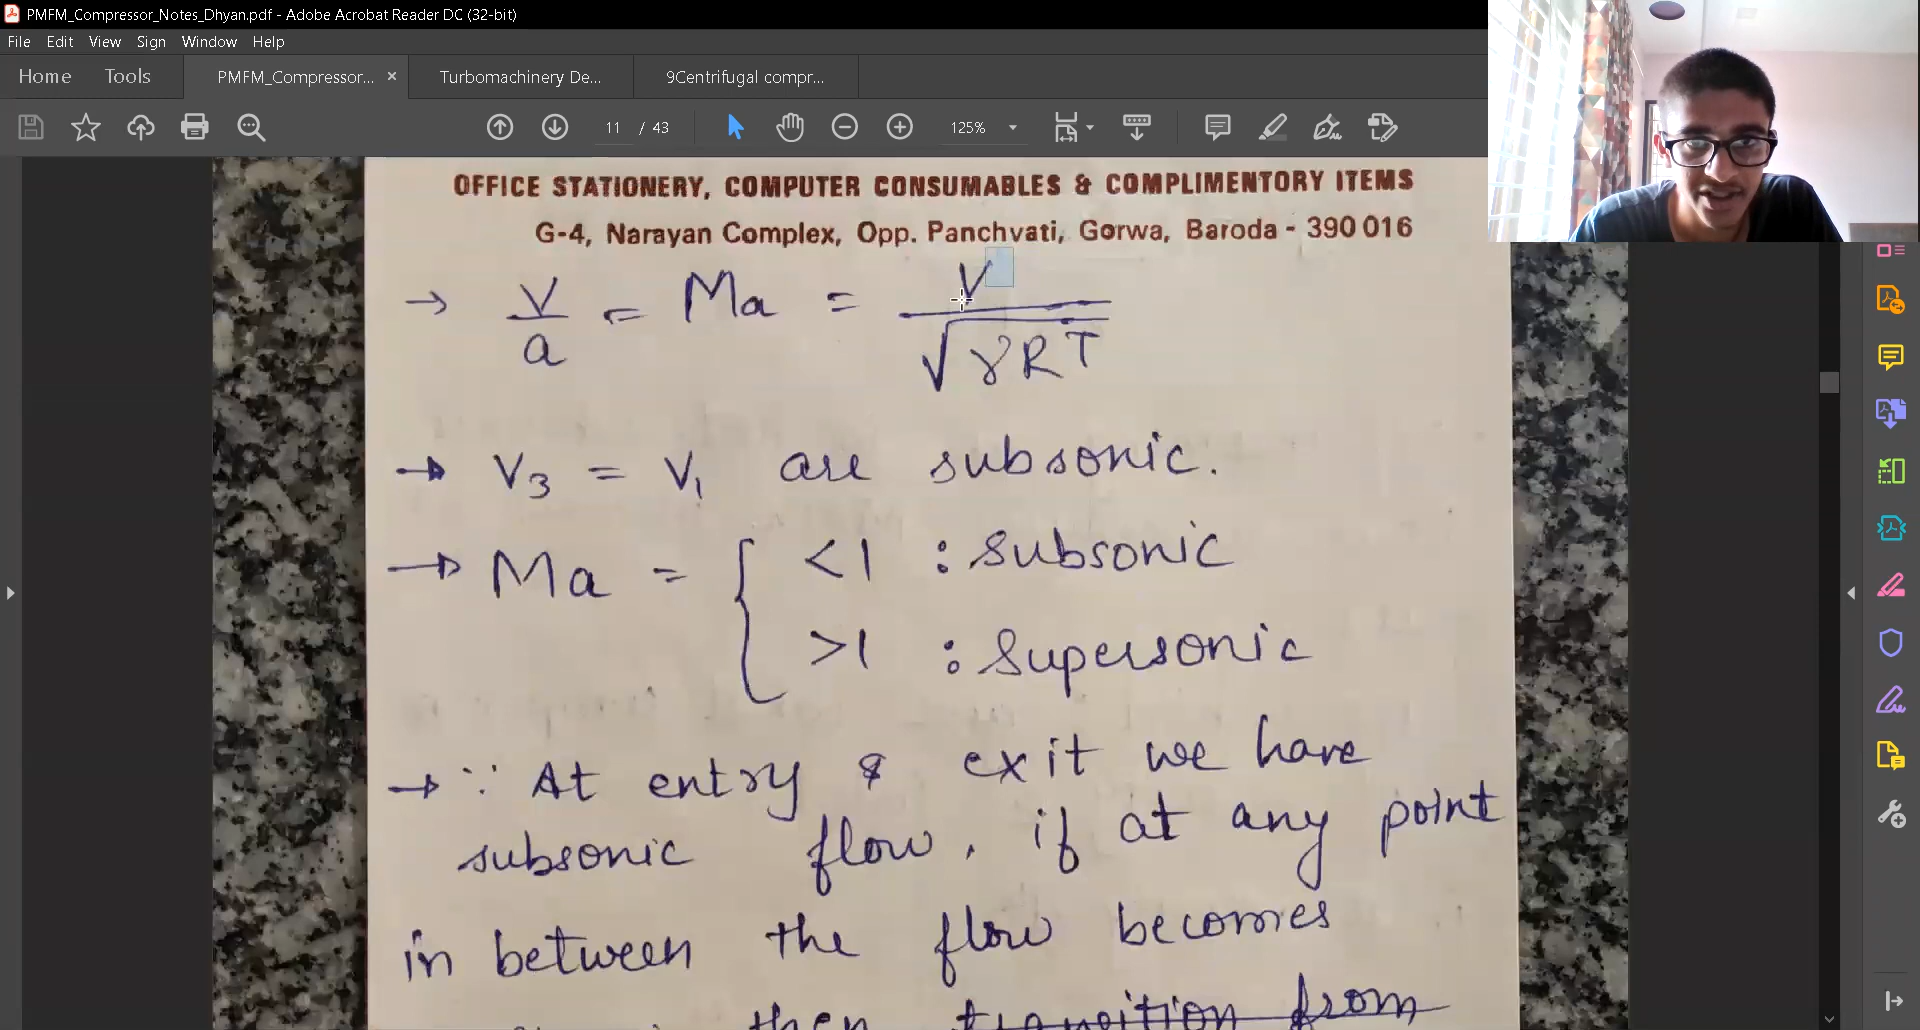 PMFM_Compressor_Notes_Dhyan.pdf - Adobe Acrobat Reader DC (32-bit)
File Edit View Sign Window Help
Home Tools PMFM_Compressor... × Turbomachinery De... 9Centrifugal compr...
11 / 43 125%
OFFICE STATIONERY, COMPUTER CONSUMABLES & COMPLIMENTORY ITEMS
G-4, Narayan Complex, Opp. Panchvati, Gorwa, Baroda - 390 016
→ V/a = Ma = V/√γRT
→ V₃ = V₁ are subsonic.
→ Ma = { <1 : Subsonic
>1 : Supersonic
→ ∵ At entry & exit we have
subsonic flow, if at any point
in between the flow becomes
then transition from